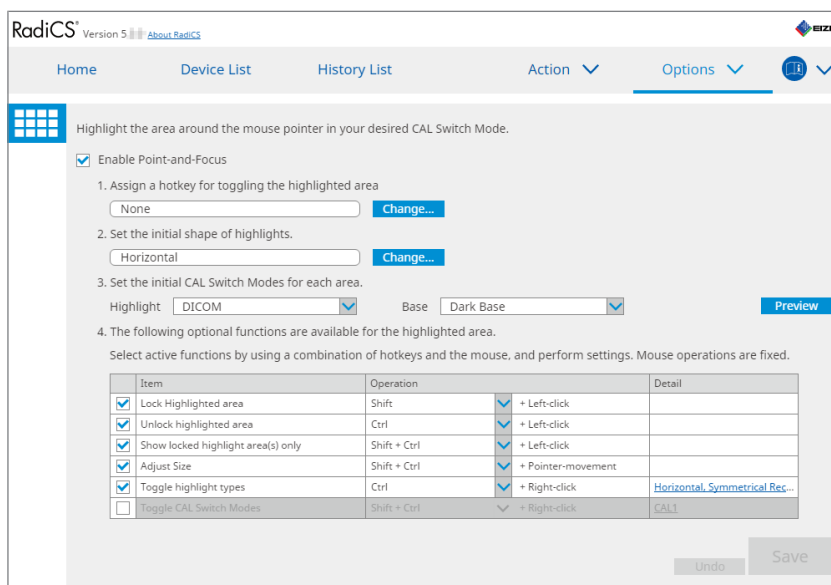 RadiCS® Version 5. About RadiCS
Home Device List History List Action Options
Highlight the area around the mouse pointer in your desired CAL Switch Mode.
Enable Point-and-Focus
1. Assign a hotkey for toggling the highlighted area
None Change...
2. Set the initial shape of highlights.
Horizontal Change...
3. Set the initial CAL Switch Modes for each area.
Highlight DICOM Base Dark Base Preview
4. The following optional functions are available for the highlighted area.
Select active functions by using a combination of hotkeys and the mouse, and perform settings. Mouse operations are fixed.
Item Operation Detail
Lock Highlighted area Shift + Left-click
Unlock highlighted area Ctrl + Left-click
Show locked highlight area(s) only Shift + Ctrl + Left-click
Adjust Size Shift + Ctrl + Pointer-movement
Toggle highlight types Ctrl + Right-click Horizontal, Symmetrical Rec...
Toggle CAL Switch Modes Shift + Ctrl + Right-click CAL1
Undo Save